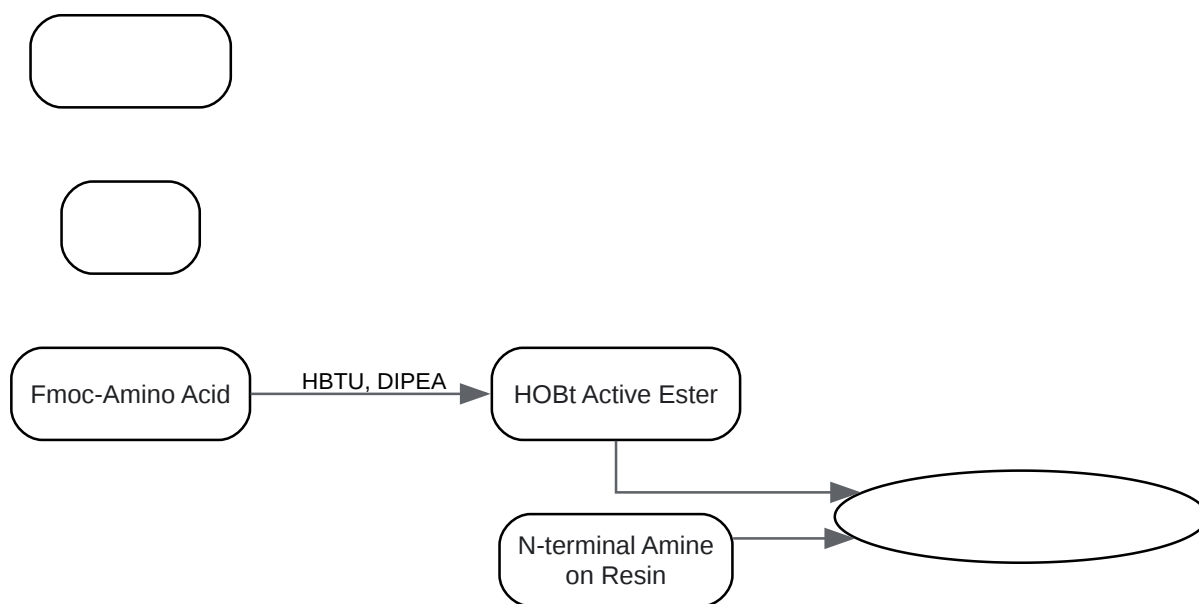 Fmoc-Amino Acid
HBTU, DIPEA
HOBt Active Ester
N-terminal Amine
on Resin